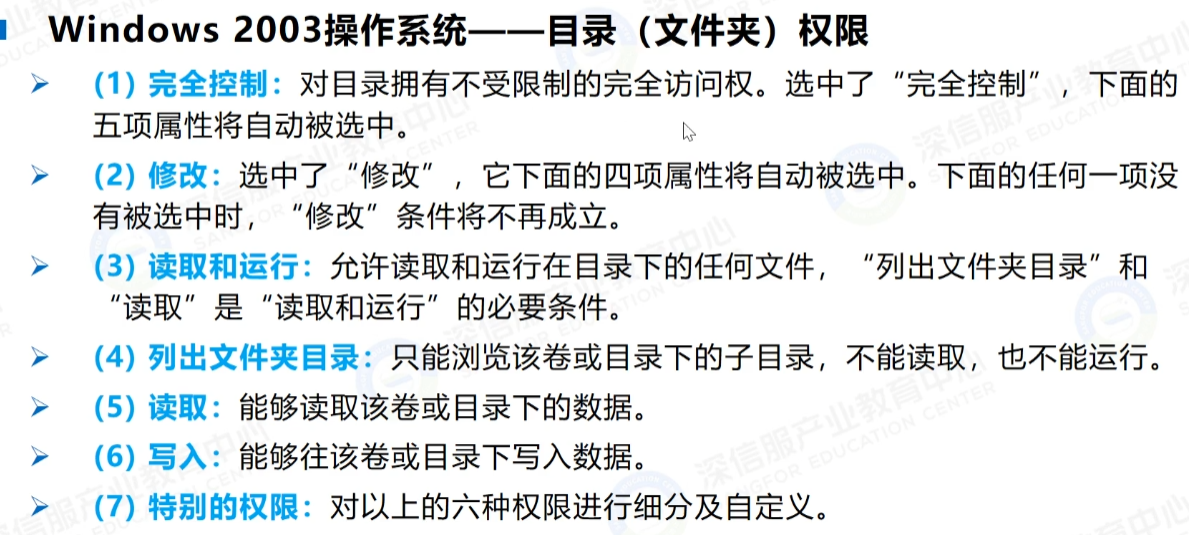 Windows 2003操作系统——目录（文件夹）权限
(1) 完全控制：对目录拥有不受限制的完全访问权。选中了“完全控制”，下面的
五项属性将自动被选中。
(2) 修改：选中了“修改”，它下面的四项属性将自动被选中。下面的任何一项没
有被选中时，“修改”条件将不再成立。
(3) 读取和运行：允许读取和运行在目录下的任何文件，“列出文件夹目录”和
“读取”是“读取和运行”的必要条件。
(4) 列出文件夹目录：只能浏览该卷或目录下的子目录，不能读取，也不能运行。
(5) 读取：能够读取该卷或目录下的数据。
(6) 写入：能够往该卷或目录下写入数据。
(7) 特别的权限：对以上的六种权限进行细分及自定义。
深信服产业教育中心
SANGFOR EDUCATION CENTER